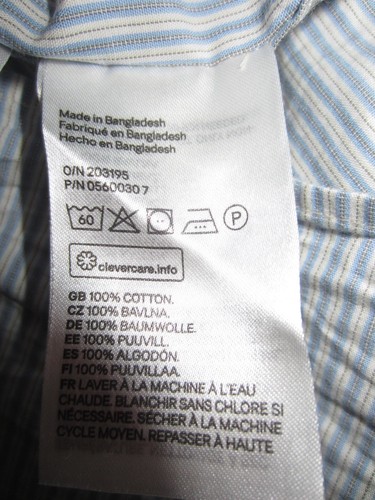 Made in Bangladesh
Fabriqué en Bangladesh
Hecho en Bangladesh
O/N 203195
P/N 0560030 7
60
P
clevercare.info
GB 100% COTTON.
CZ 100% BAVLNA.
DE 100% BAUMWOLLE.
EE 100% PUUVILL.
ES 100% ALGODÓN.
FI 100% PUUVILLAA.
FR LAVER À LA MACHINE À L'EAU
CHAUDE. BLANCHIR SANS CHLORE SI
NÉCESSAIRE. SÉCHER À LA MACHINE
CYCLE MOYEN. REPASSER À HAUTE